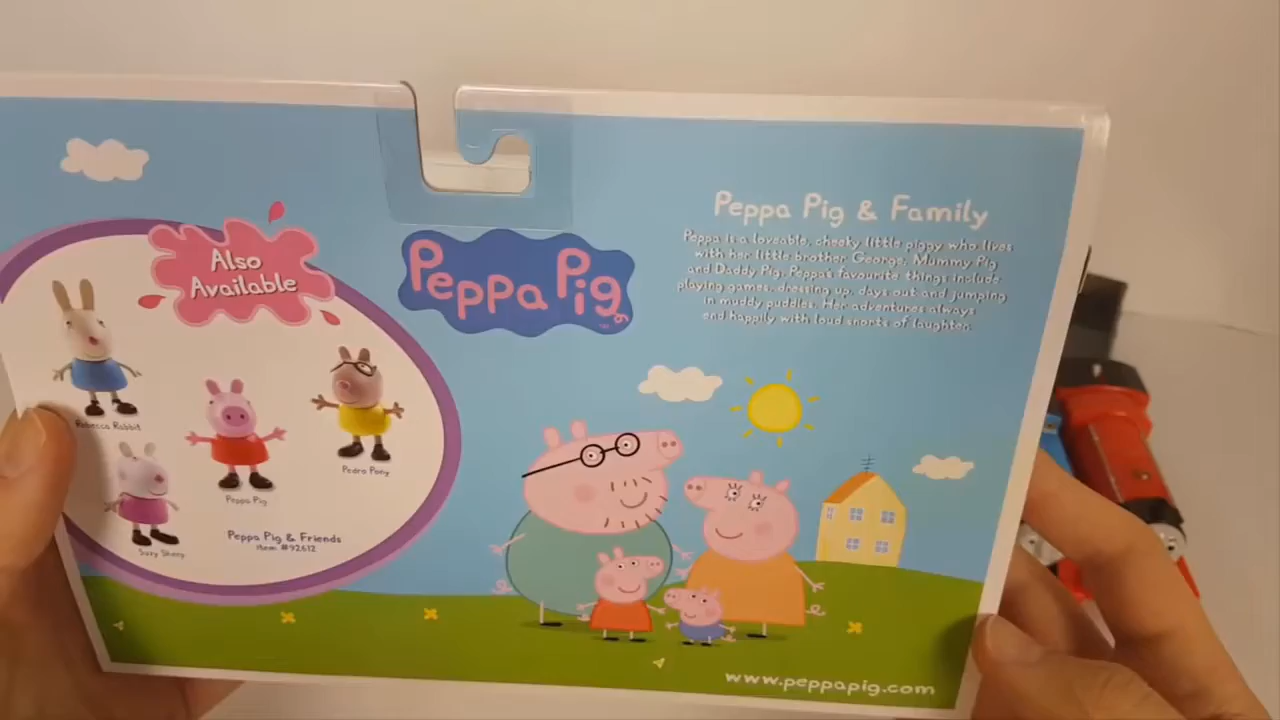 Also
Available
Rebecca Rabbit
Suzy Sheep
Peppa Pig
Pedro Pony
Peppa Pig & Friends
Item #92612
Peppa Pig
Peppa Pig & Family
Peppa is a loveable, cheeky little piggy who lives
with her little brother George, Mummy Pig
and Daddy Pig. Peppa's favourite things include
playing games, dressing up, days out and jumping
in muddy puddles. Her adventures always
end happily with loud snorts of laughter.
www.peppapig.com